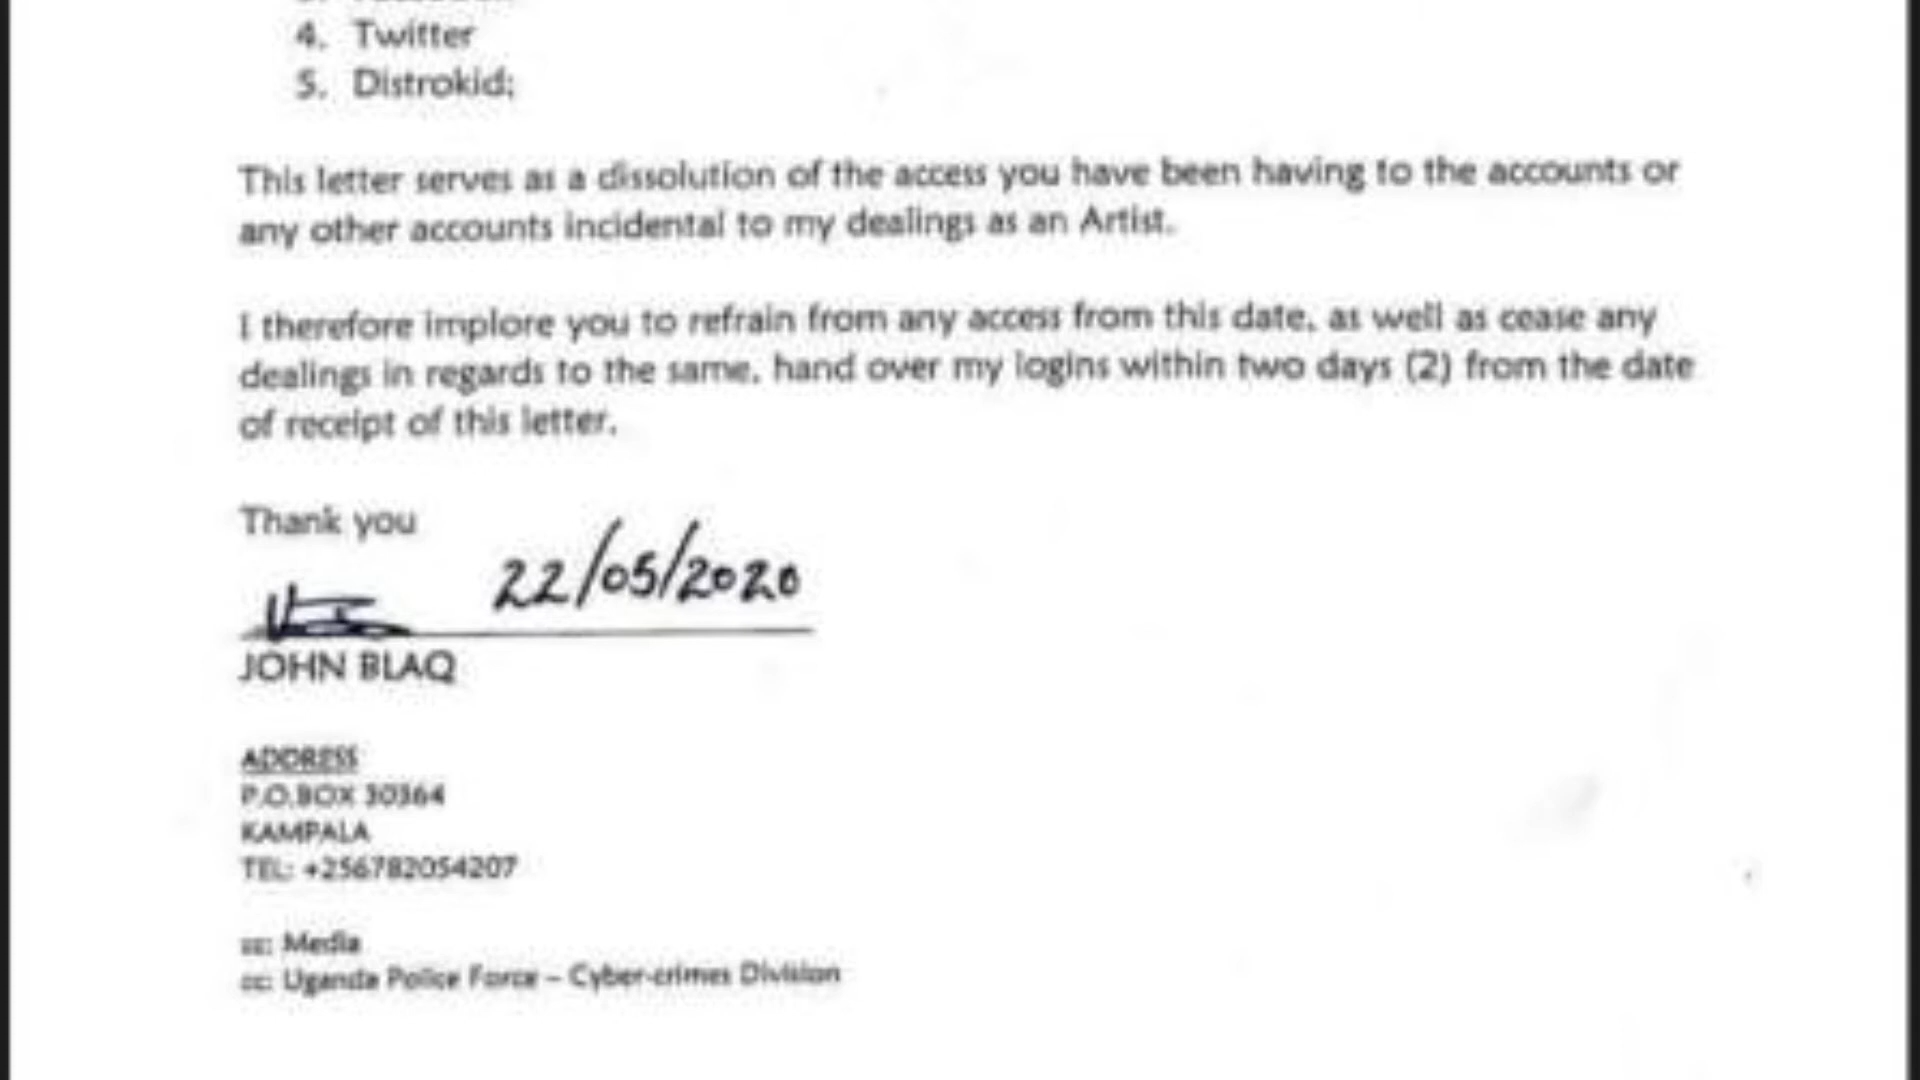 4. Twitter
5. Distrokid;
This letter serves as a dissolution of the access you have been having to the accounts or
any other accounts incidental to my dealings as an Artist.
I therefore implore you to refrain from any access from this date, as well as cease any
dealings in regards to the same, hand over my logins within two days (2) from the date
of receipt of this letter.
Thank you
22/05/2020
JOHN BLAQ
ADDRESS
P.O.BOX 30364
KAMPALA
TEL: +256782054207
cc: Media
cc: Uganda Police Force – Cyber-crimes Division